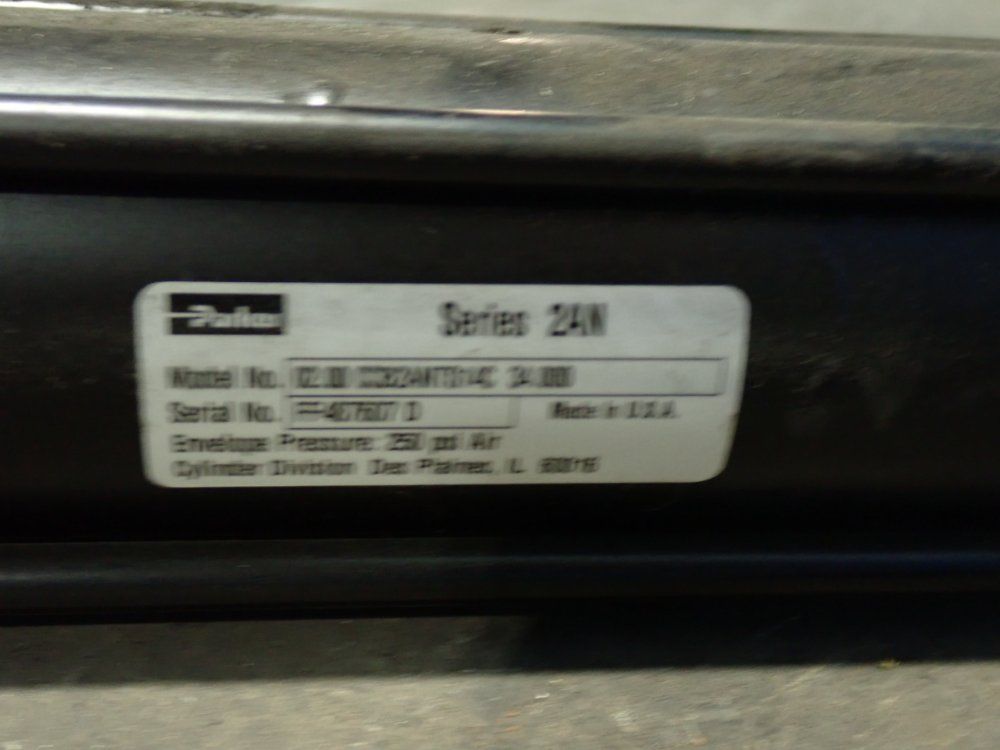 Parker
Series 2AN
Model No.
Serial No.
Made in U.S.A.
Envelope Pressure: 250 psi Air
Cylinder Division Des Plaines, IL 60016